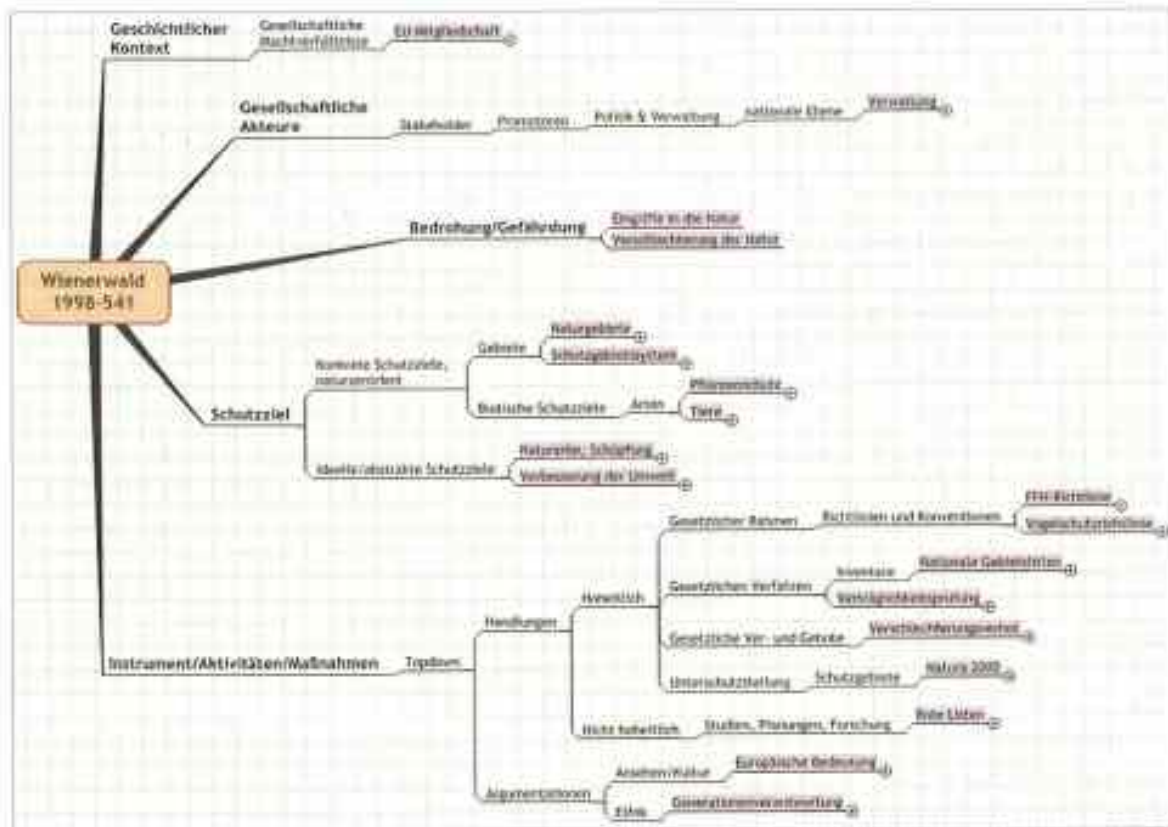 Geschichtlicher
Kontext
Gesellschaftliche
Machtverhältnisse
EU-Mitgliedschaft
Gesellschaftliche
Akteure
Stakeholder
Promotoren
Politik & Verwaltung
nationale Ebene
Verwaltung
Bedrohung/Gefährdung
Eingriffe in die Natur
Verschlechterung der Natur
Wienerwald
1998-541
Schutzziel
Konkrete Schutzziele,
naturorientiert
Gebiete
Naturgebiete
Schutzgebietssystem
Biotische Schutzziele
Arten
Tiere
Ideelle/abstrakte Schutzziele
Naturerbe, Schöpfung
Verbesserung der Umwelt
Instrument/Aktivitäten/Maßnahmen
TopDown
Handlungen
Hoheitlich
Gesetzlicher Rahmen
Richtlinien und Konventionen
FFH-Richtlinie
Vogelschutzrichtlinie
Gesetzliches Verfahren
Inventare
Nationale Gebietslisten
Verträglichkeitsprüfung
Gesetzliche Ver- und Gebote
Verschlechterungsverbot
Unterschutzstellung
Schutzgebiete
Natura 2000
Nicht hoheitlich
Studien, Planungen, Forschung
Rote Listen
Argumentationen
Ansehen/Kultur
Europäische Bedeutung
Ethik
Generationenverantwortung